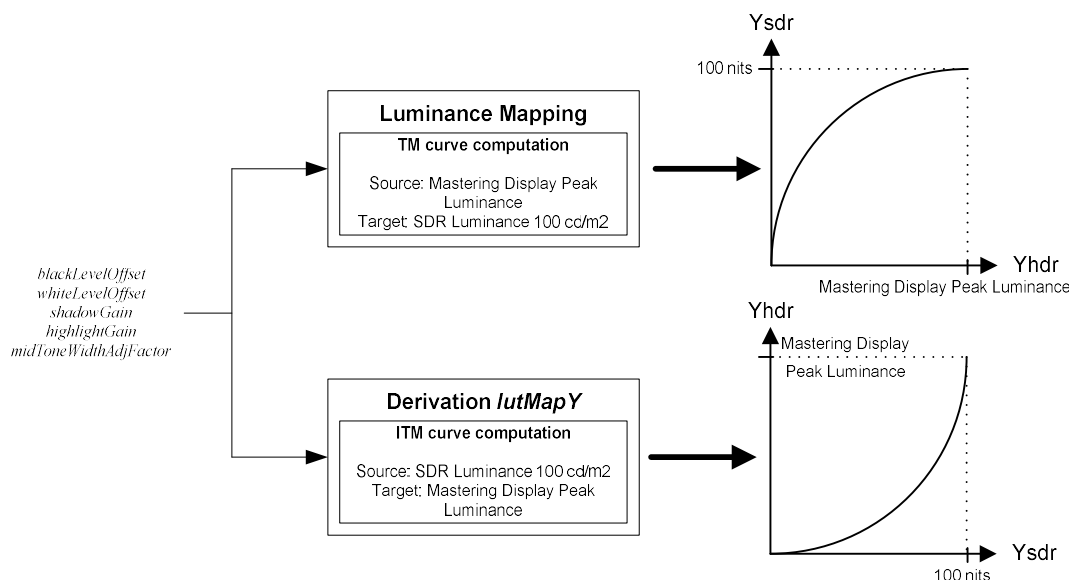 Ysdr
100 nits
Luminance Mapping
TM curve computation
Source: Mastering Display Peak
Luminance
Target: SDR Luminance 100 cd/m2
Yhdr
Mastering Display Peak Luminance
blackLevelOffset
whiteLevelOffset
shadowGain
highlightGain
midToneWidthAdjFactor
Yhdr
Mastering Display
Peak Luminance
Derivation lutMapY
ITM curve computation
Source: SDR Luminance 100 cd/m2
Target: Mastering Display Peak
Luminance
Ysdr
100 nits